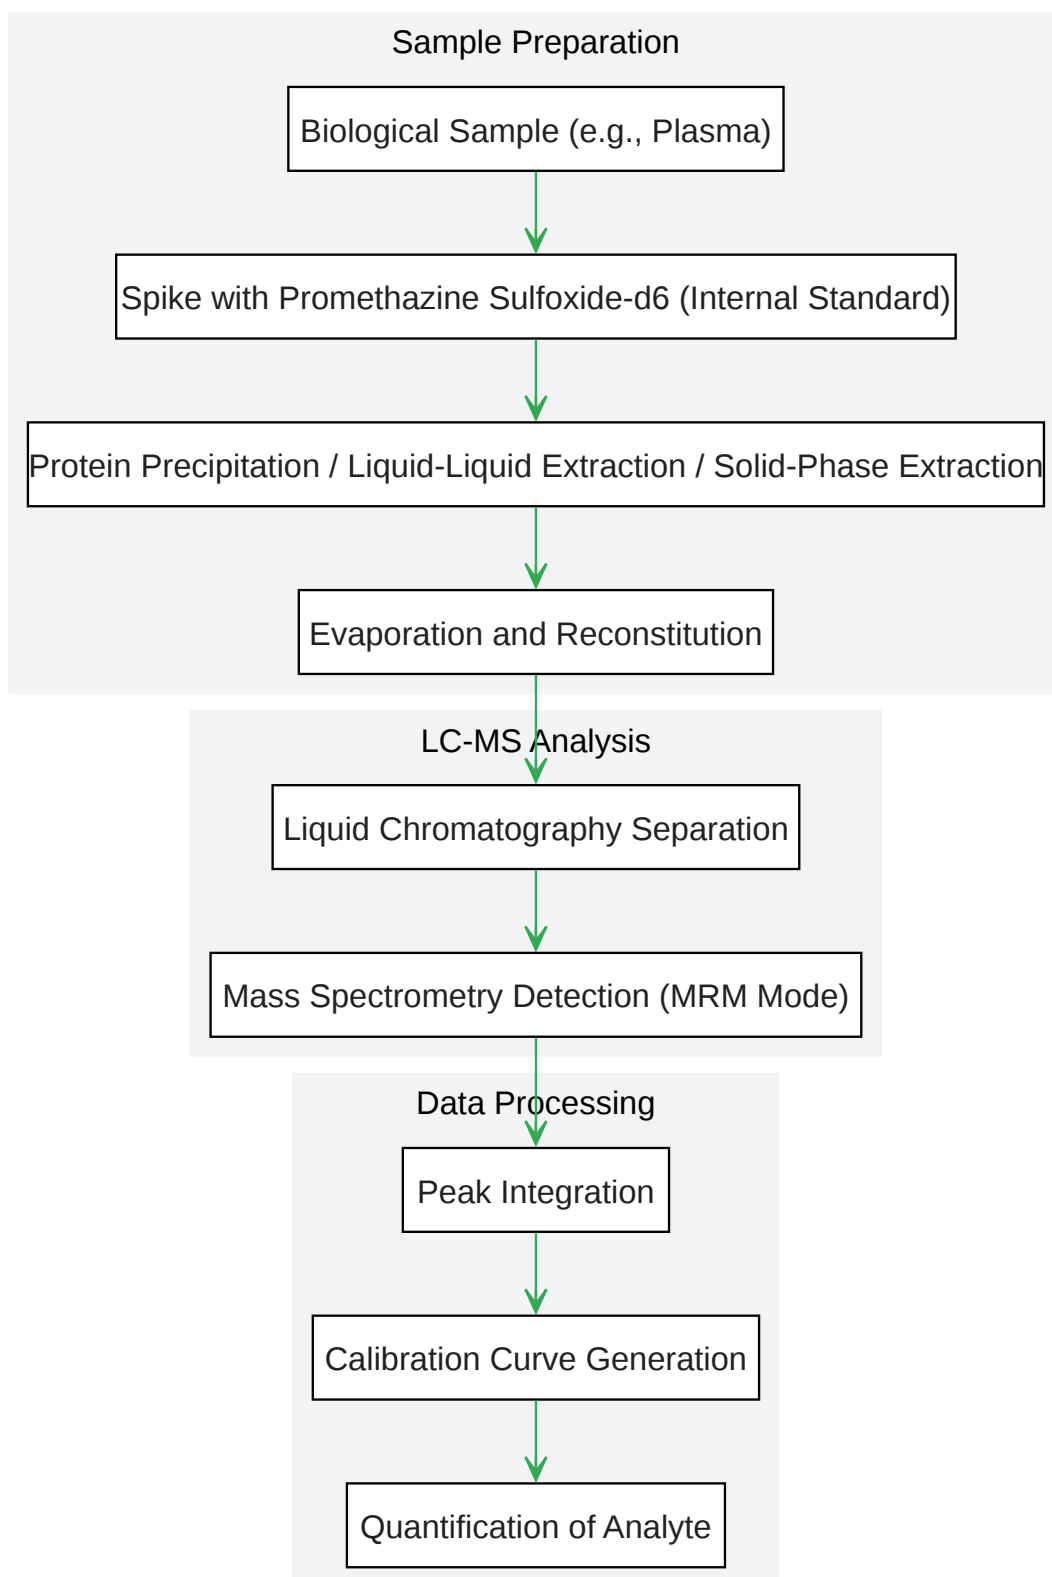 Sample Preparation
Biological Sample (e.g., Plasma)
Spike with Promethazine Sulfoxide-d6 (Internal Standard)
Protein Precipitation / Liquid-Liquid Extraction / Solid-Phase Extraction
Evaporation and Reconstitution
LC-MS Analysis
Liquid Chromatography Separation
Mass Spectrometry Detection (MRM Mode)
Data Processing
Peak Integration
Calibration Curve Generation
Quantification of Analyte